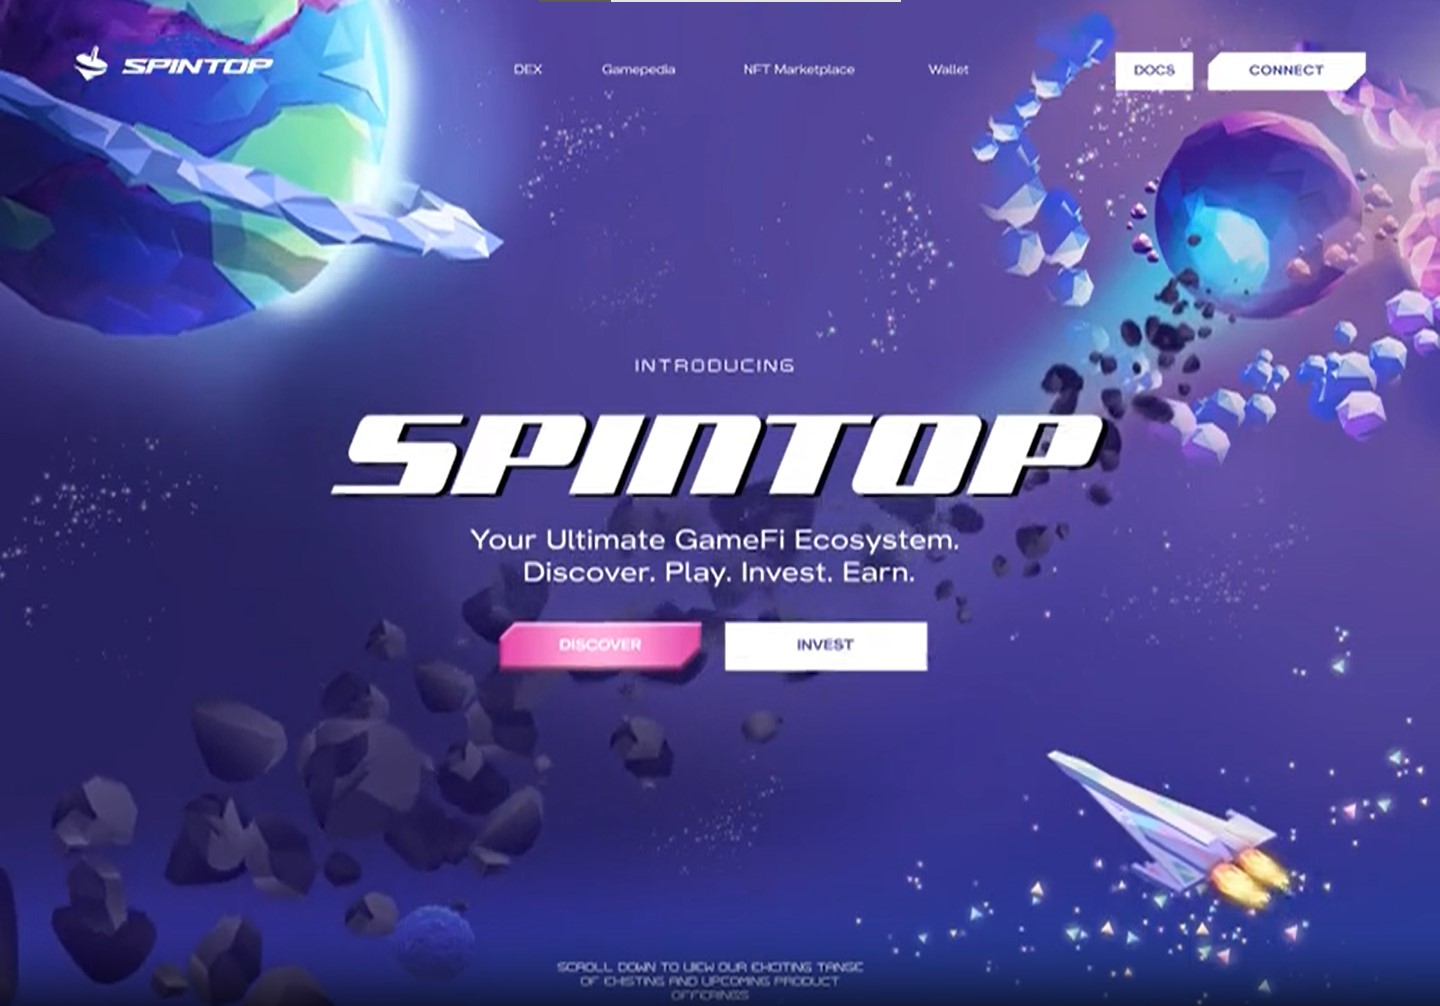 SPINTOP
DEX
Gamepedia
NFT Marketplace
Wallet
DOCS
CONNECT
INTRODUCING
SPINTOP
Your Ultimate GameFi Ecosystem.
Discover. Play. Invest. Earn.
DISCOVER
INVEST
SCROLL DOWN TO VIEW OUR EXCITING TANGE
OF EXISTING AND UPCOMING PRODUCT
OFFERINGS